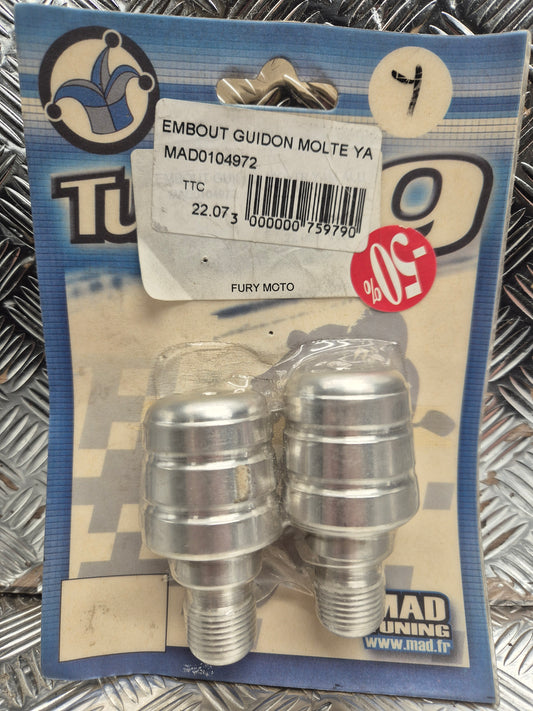 Y
EMBOUT GUIDON MOLTE YA
MAD0104972
TTC
22.07
3 000000 759790
FURY MOTO
-50%
Tu
g
MAD
TUNING
www.mad.fr